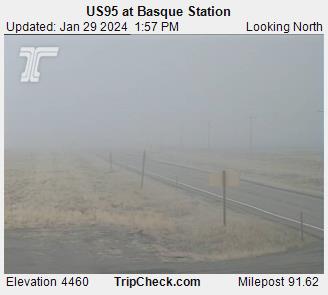 US95 at Basque Station
Updated: Jan 29 2024 1:57 PM Looking North
Elevation 4460 TripCheck.com Milepost 91.62